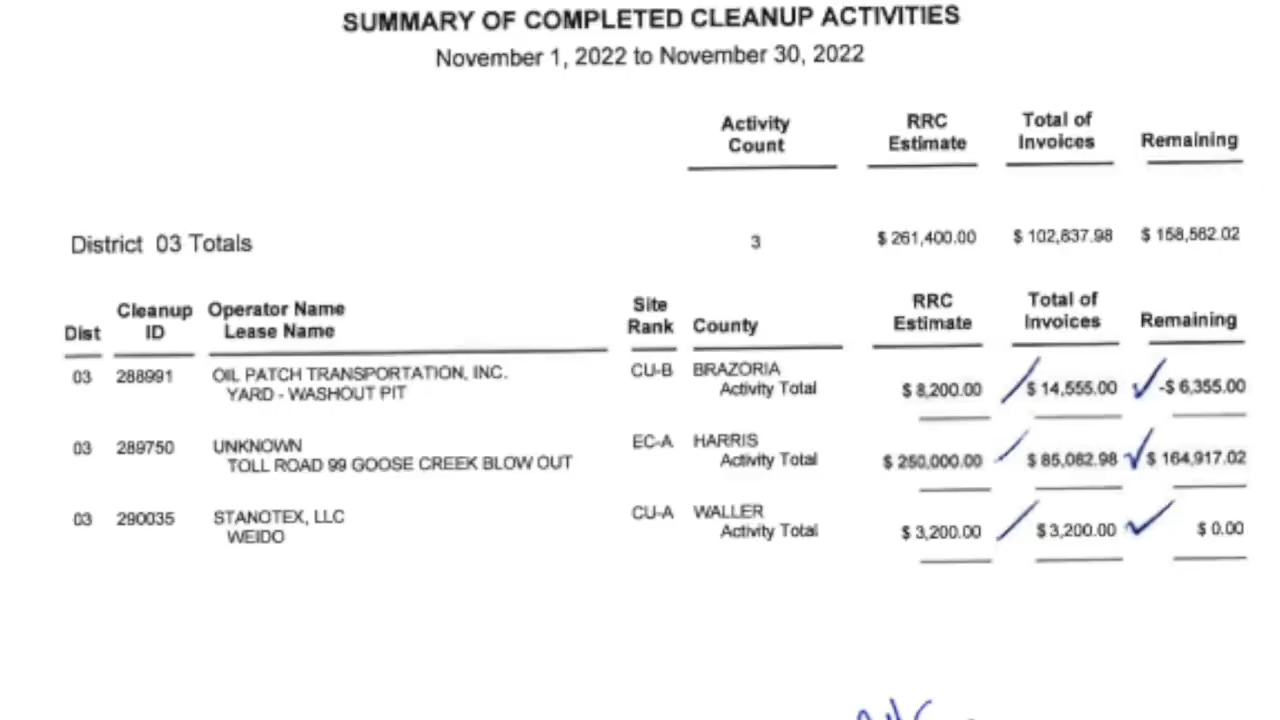 SUMMARY OF COMPLETED CLEANUP ACTIVITIES
November 1, 2022 to November 30, 2022
Activity Count RRC Estimate Total of Invoices Remaining
District 03 Totals 3 $ 261,400.00 $ 102,837.98 $ 158,562.02
Dist Cleanup ID Operator Name Lease Name Site Rank County RRC Estimate Total of Invoices Remaining
03 288991 OIL PATCH TRANSPORTATION, INC. CU-B BRAZORIA
YARD - WASHOUT PIT Activity Total $ 8,200.00 $ 14,555.00 -$ 6,355.00
03 289750 UNKNOWN EC-A HARRIS
TOLL ROAD 99 GOOSE CREEK BLOW OUT Activity Total $ 250,000.00 $ 85,082.98 $ 164,917.02
03 290035 STANOTEX, LLC CU-A WALLER
WEIDO Activity Total $ 3,200.00 $ 3,200.00 $ 0.00